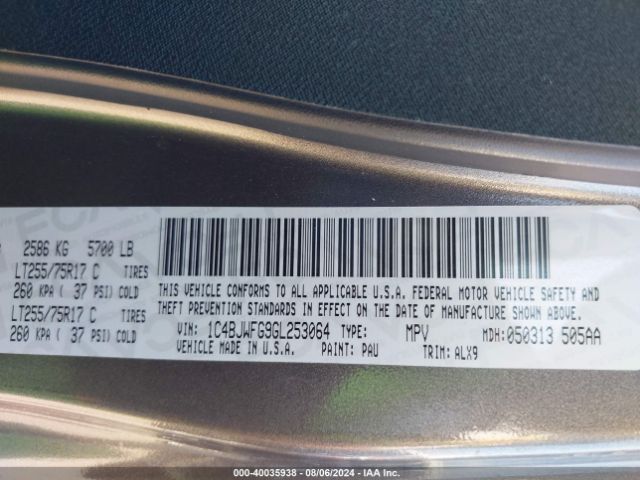 2586 KG 5700 LB
LT255/75R17 C TIRES
260 KPA ( 37 PSI) COLD
LT255/75R17 C TIRES
260 KPA ( 37 PSI) COLD
THIS VEHICLE CONFORMS TO ALL APPLICABLE U.S.A. FEDERAL MOTOR VEHICLE SAFETY AND
THEFT PREVENTION STANDARDS IN EFFECT ON THE DATE OF MANUFACTURE SHOWN ABOVE.
VIN: 1C4BJWFG9GL253064 TYPE: MPV MDH:050313 505AA
VEHICLE MADE IN U.S.A. PAINT: PAU TRIM: ALX9
000-40035938 - 08/06/2024 - IAA Inc.